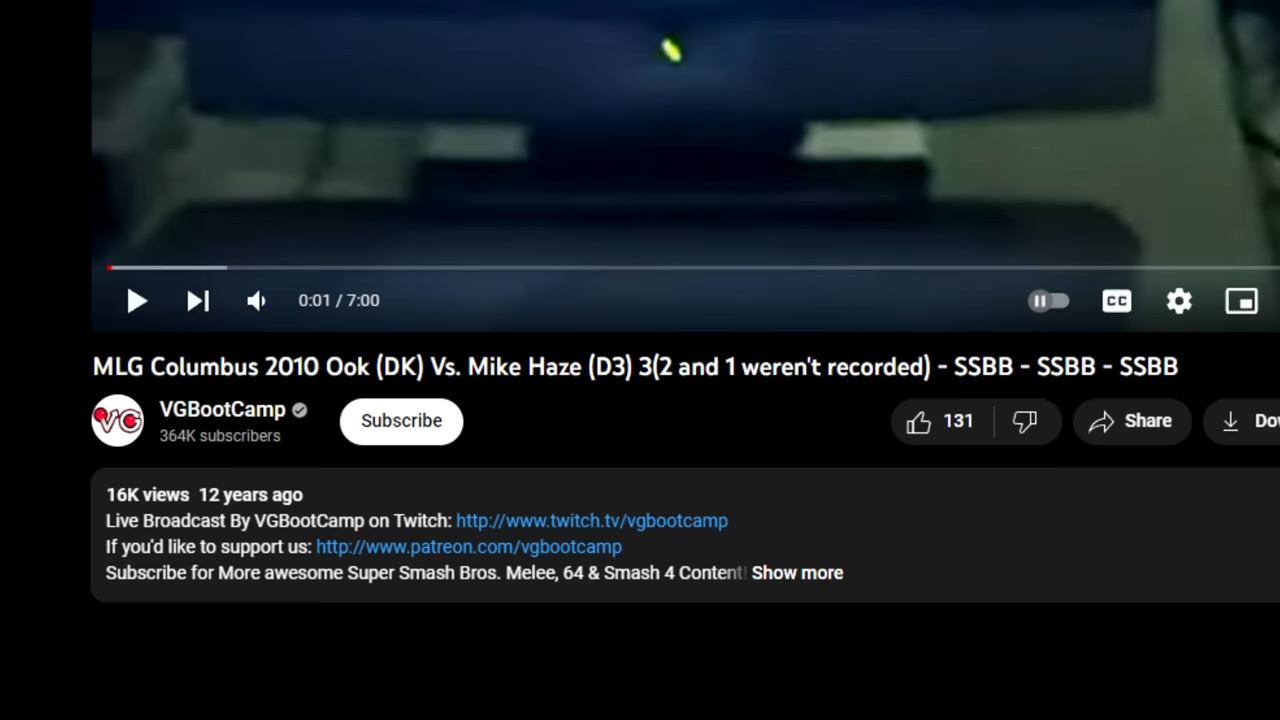 0:01 / 7:00
CC
MLG Columbus 2010 Ook (DK) Vs. Mike Haze (D3) 3(2 and 1 weren't recorded) - SSBB - SSBB - SSBB
VG
VGBootCamp
364K subscribers
Subscribe
131
Share
Dow
16K views 12 years ago
Live Broadcast By VGBootCamp on Twitch: http://www.twitch.tv/vgbootcamp
If you'd like to support us: http://www.patreon.com/vgbootcamp
Subscribe for More awesome Super Smash Bros. Melee, 64 & Smash 4 Content! Show more